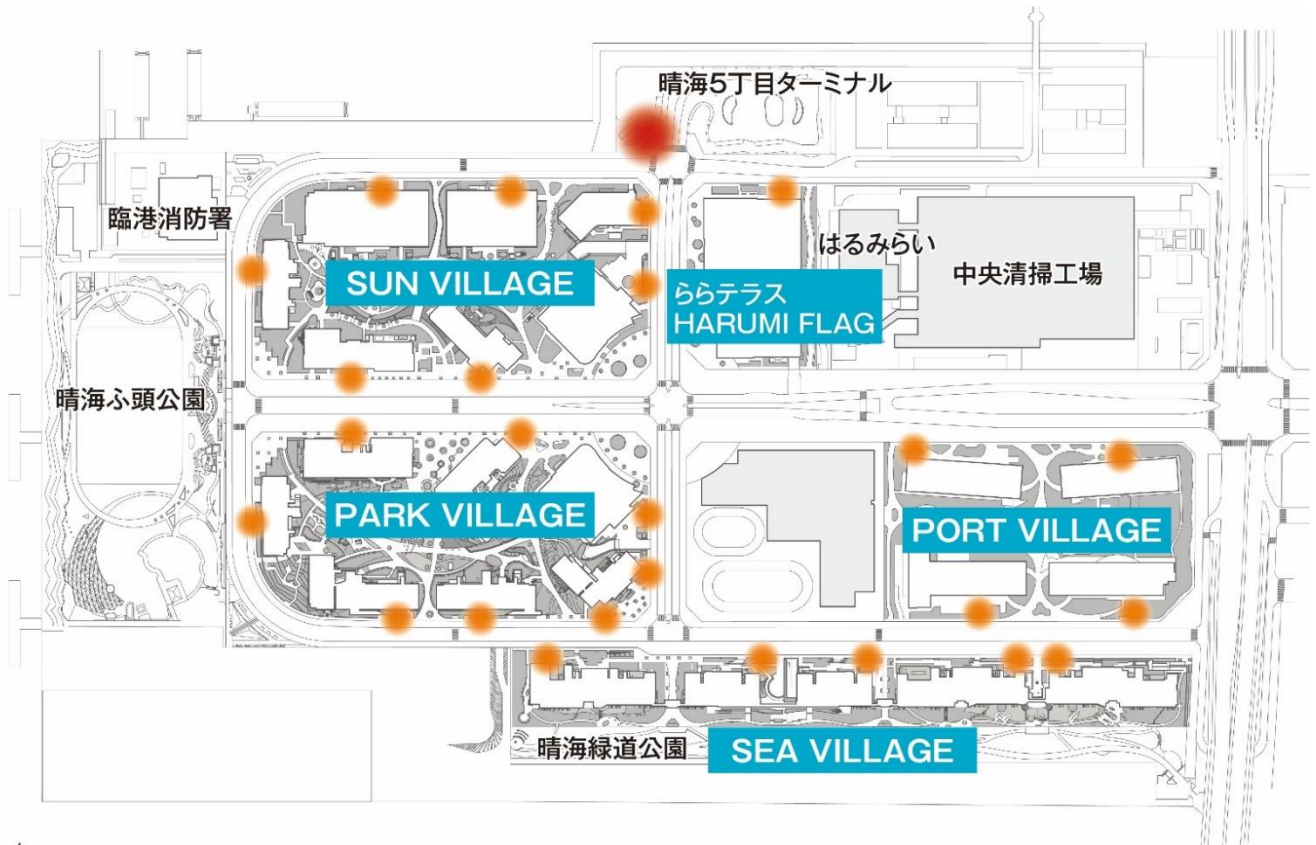 晴海5丁目ターミナル
臨港消防署
はるみらい
中央清掃工場
SUN VILLAGE
ららテラス
HARUMI FLAG
晴海ふ頭公園
PARK VILLAGE
PORT VILLAGE
晴海緑道公園
SEA VILLAGE